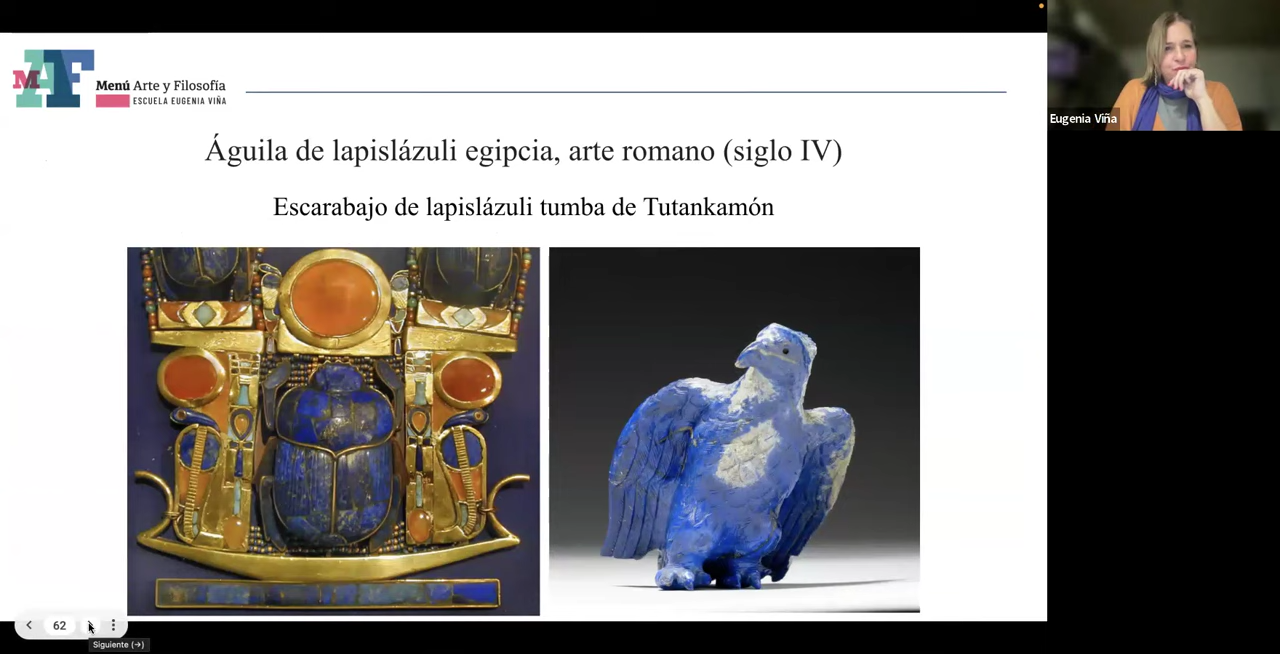 MAF
Menú Arte y Filosofía
ESCUELA EUGENIA VIÑA
Águila de lapislázuli egipcia, arte romano (siglo IV)
Escarabajo de lapislázuli tumba de Tutankamón
Eugenia Viña
62
Siguiente (→)